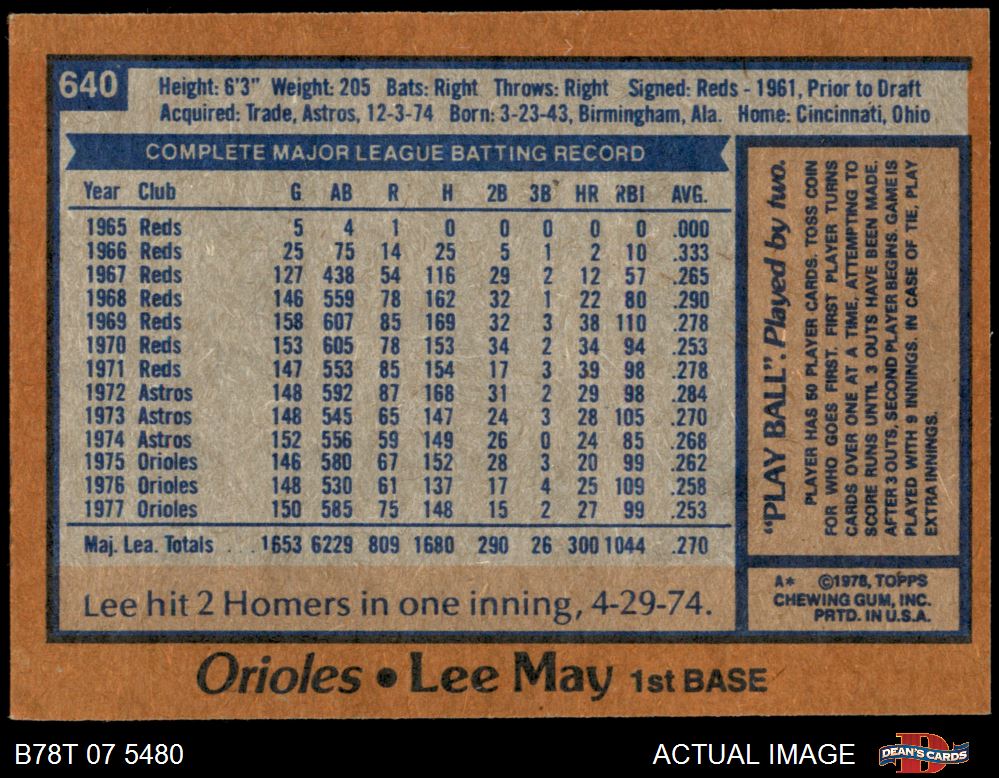 640
Height: 6'3" Weight: 205 Bats: Right Throws: Right Signed: Reds - 1961, Prior to Draft
Acquired: Trade, Astros, 12-3-74 Born: 3-23-43, Birmingham, Ala. Home: Cincinnati, Ohio
COMPLETE MAJOR LEAGUE BATTING RECORD
Year Club G AB R H 2B 3B HR RBI AVG.
1965 Reds 5 4 1 0 0 0 0 0 .000
1966 Reds 25 75 14 25 5 1 2 10 .333
1967 Reds 127 438 54 116 29 2 12 57 .265
1968 Reds 146 559 78 162 32 1 22 80 .290
1969 Reds 158 607 85 169 32 3 38 110 .278
1970 Reds 153 605 78 153 34 2 34 94 .253
1971 Reds 147 553 85 154 17 3 39 98 .278
1972 Astros 148 592 87 168 31 2 29 98 .284
1973 Astros 148 545 65 147 24 3 28 105 .270
1974 Astros 152 556 59 149 26 0 24 85 .268
1975 Orioles 146 580 67 152 28 3 20 99 .262
1976 Orioles 148 530 61 137 17 4 25 109 .258
1977 Orioles 150 585 75 148 15 2 27 99 .253
Maj. Lea. Totals ... 1653 6229 809 1680 290 26 300 1044 .270
Lee hit 2 Homers in one inning, 4-29-74.
"PLAY BALL". Played by two.
PLAYER HAS 50 PLAYER CARDS. TOSS COIN
FOR WHO GOES FIRST. FIRST PLAYER TURNS
CARDS OVER ONE AT A TIME, ATTEMPTING TO
SCORE RUNS UNTIL 3 OUTS HAVE BEEN MADE.
AFTER 3 OUTS, SECOND PLAYER BEGINS. GAME IS
PLAYED WITH 9 INNINGS. IN CASE OF TIE, PLAY
EXTRA INNINGS.
A* ©1978, TOPPS
CHEWING GUM, INC.
PRTD. IN U.S.A.
Orioles • Lee May 1st BASE
B78T 07 5480
ACTUAL IMAGE
D
DEAN'S CARDS